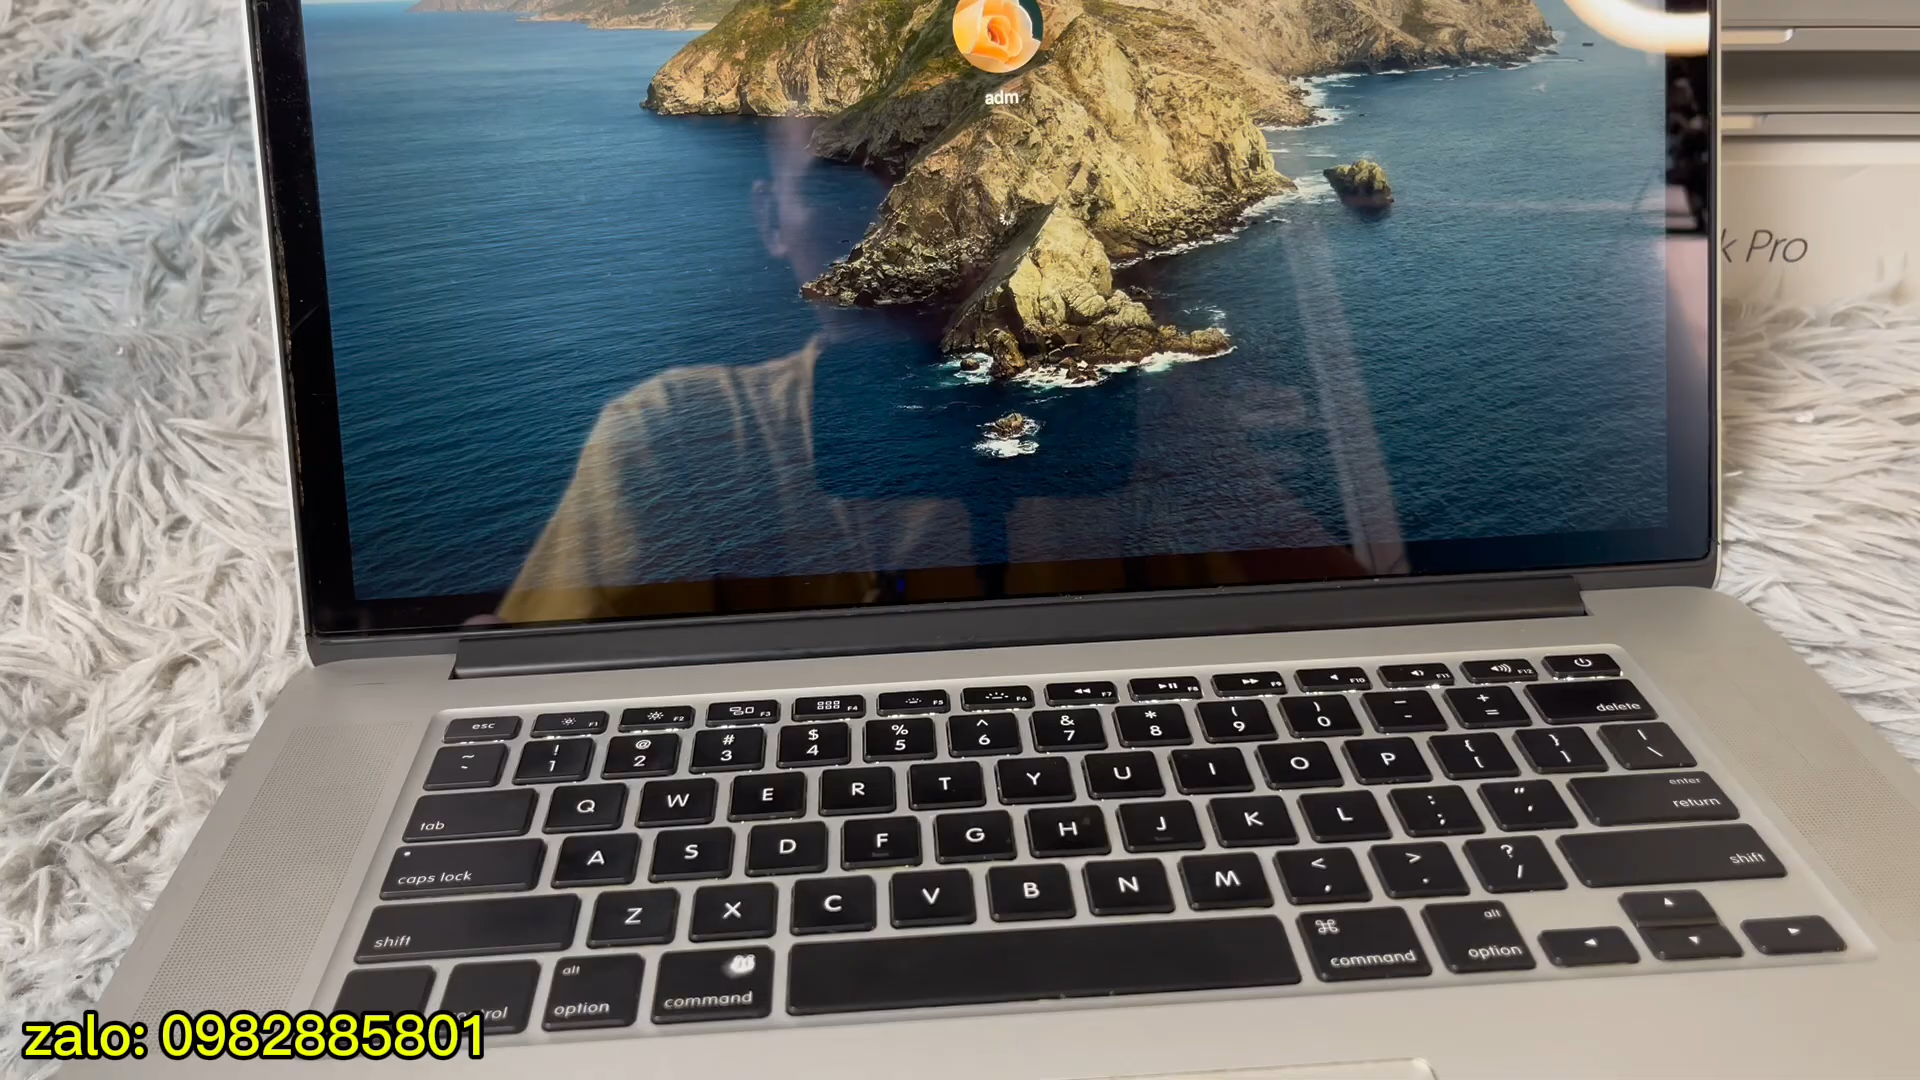 adm
k Pro
esc F1 F2 F3 F4 F5 F6 F7 F8 F9 F10 F11 F12
~ ! 1 @ 2 # 3 $ 4 % 5 ^ 6 & 7 * 8 ( 9 ) 0 _ - + = delete
tab Q W E R T Y U I O P { [ } ] | \
enter
return
caps lock A S D F G H J K L : ; " '
shift Z X C V B N M < , > . ? / shift
alt option command ⌘ command alt option
zalo: 0982885801